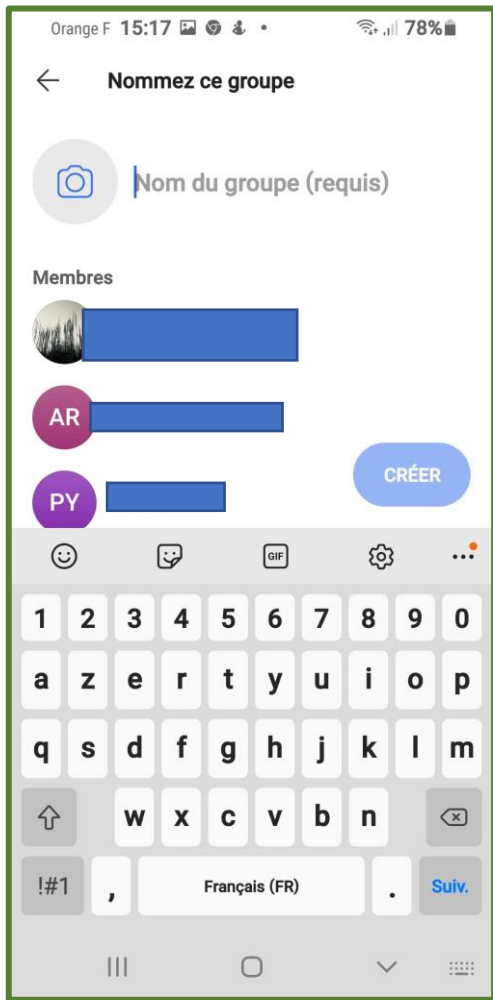 Orange F 15:17 78%
Nommez ce groupe
Nom du groupe (requis)
Membres
AR
CRÉER
PY
GIF
1 2 3 4 5 6 7 8 9 0
a z e r t y u i o p
q s d f g h j k l m
w x c v b n
!#1 , Français (FR) . Suiv.